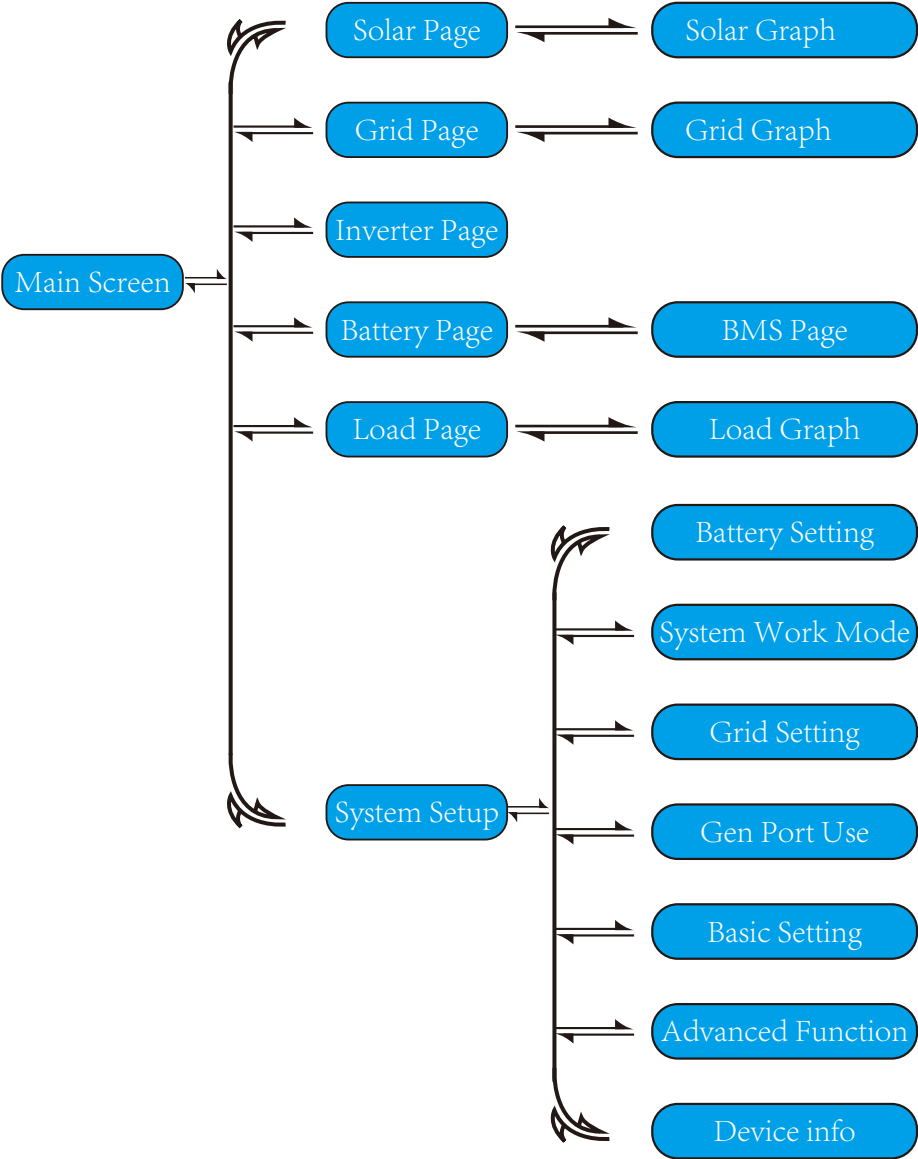 Solar Page
Solar Graph
Grid Page
Grid Graph
Inverter Page
Main Screen
Battery Page
BMS Page
Load Page
Load Graph
Battery Setting
System Work Mode
Grid Setting
System Setup
Gen Port Use
Basic Setting
Advanced Function
Device info